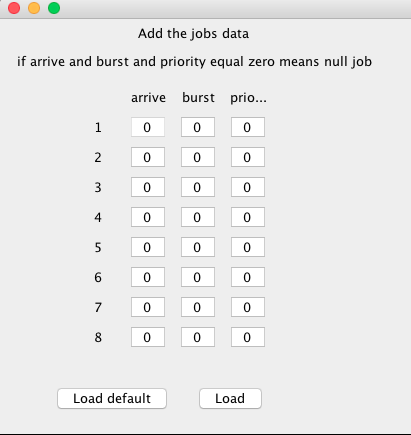 Add the jobs data
if arrive and burst and priority equal zero means null job
arrive burst prio...
1 0 0 0
2 0 0 0
3 0 0 0
4 0 0 0
5 0 0 0
6 0 0 0
7 0 0 0
8 0 0 0
Load default Load